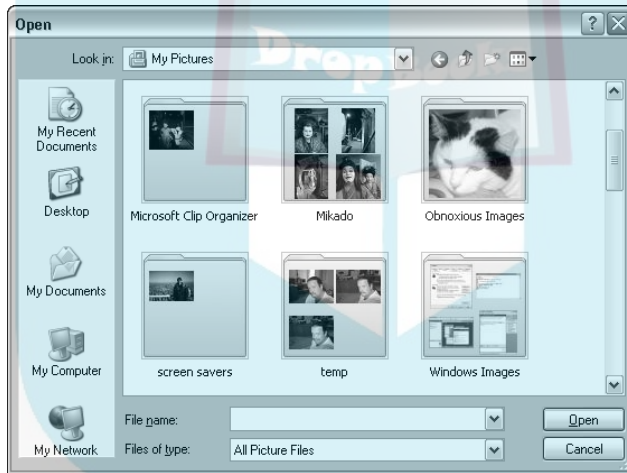 Open
Look in:
My Pictures
DropBook
My Recent
Documents
Desktop
My Documents
My Computer
My Network
Microsoft Clip Organizer
Mikado
Obnoxious Images
screen savers
temp
Windows Images
File name:
Open
Files of type:
All Picture Files
Cancel